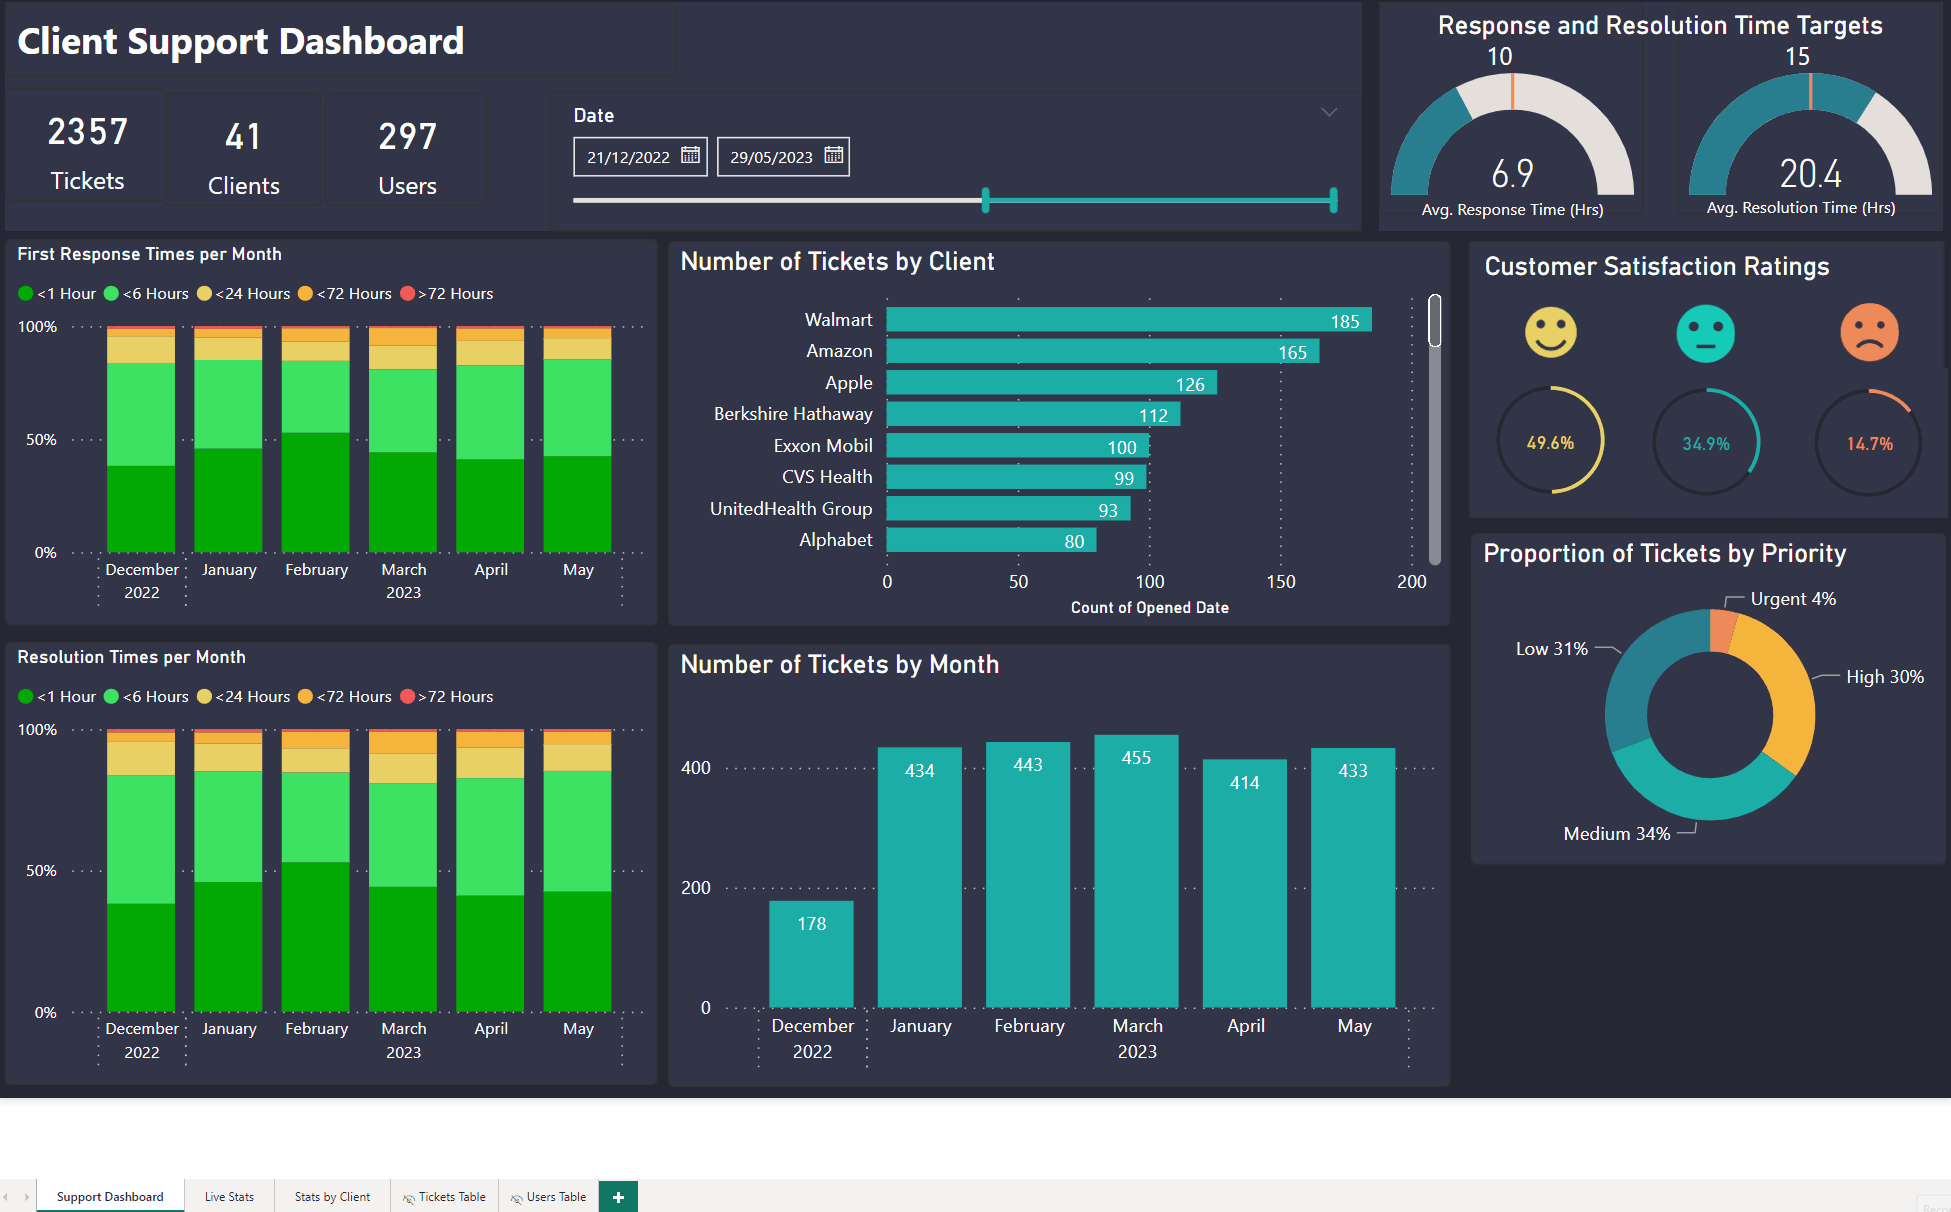 Client Support Dashboard
2357
Tickets
41
Clients
297
Users
Date
21/12/2022
29/05/2023
Response and Resolution Time Targets
10
15
6.9
20.4
Avg. Response Time (Hrs)
Avg. Resolution Time (Hrs)
First Response Times per Month
<1 Hour <6 Hours <24 Hours <72 Hours >72 Hours
100%
50%
0%
December January February March April May
2022 2023
Number of Tickets by Client
Walmart 185
Amazon 165
Apple 126
Berkshire Hathaway 112
Exxon Mobil 100
CVS Health 99
UnitedHealth Group 93
Alphabet 80
0 50 100 150 200
Count of Opened Date
Customer Satisfaction Ratings
49.6% 34.9% 14.7%
Proportion of Tickets by Priority
Urgent 4%
Low 31%
High 30%
Medium 34%
Resolution Times per Month
<1 Hour <6 Hours <24 Hours <72 Hours >72 Hours
100%
50%
0%
December January February March April May
2022 2023
Number of Tickets by Month
400
200
0
178 434 443 455 414 433
December January February March April May
2022 2023
Support Dashboard Live Stats Stats by Client Tickets Table Users Table +